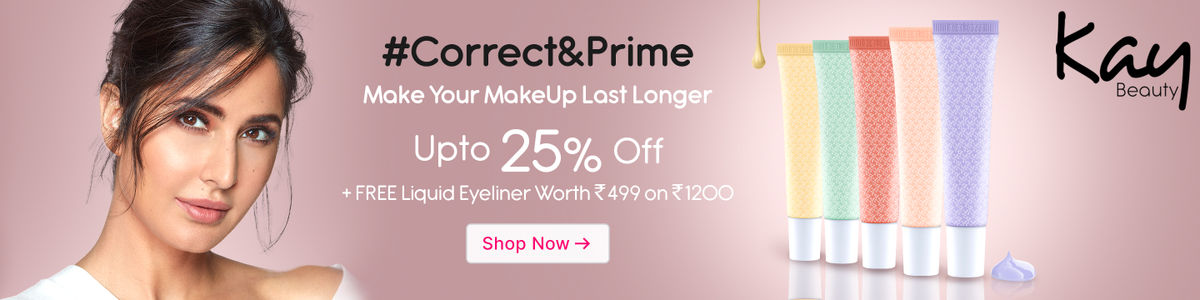 #Correct&Prime
Make Your MakeUp Last Longer
Upto 25% Off
+ FREE Liquid Eyeliner Worth ₹499 on ₹1200
Shop Now →
Kay
Beauty